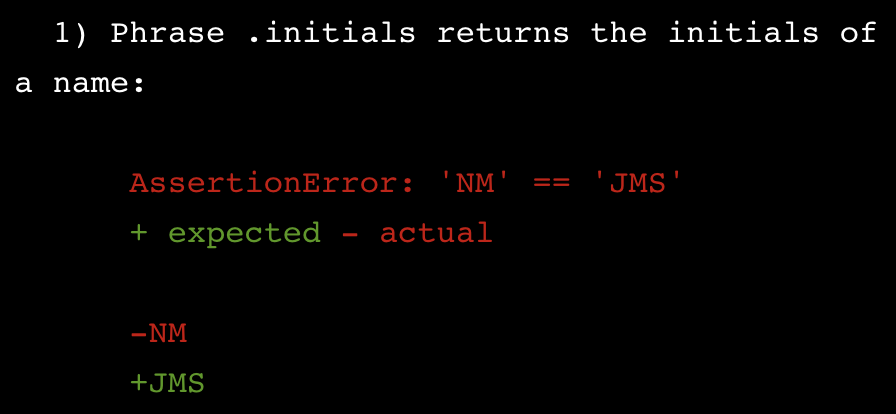 1) Phrase .initials returns the initials of
a name:
AssertionError: 'NM' == 'JMS'
+ expected - actual
-NM
+JMS